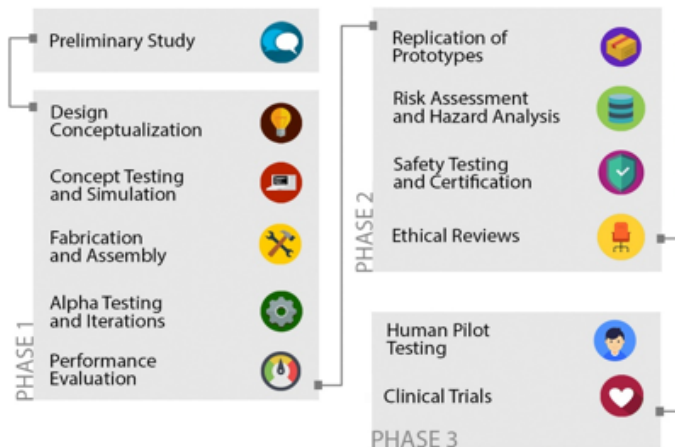 Preliminary Study
Design
Conceptualization
Concept Testing
and Simulation
Fabrication
and Assembly
Alpha Testing
and Iterations
Performance
Evaluation
PHASE 1
Replication of
Prototypes
Risk Assessment
and Hazard Analysis
Safety Testing
and Certification
Ethical Reviews
PHASE 2
Human Pilot
Testing
Clinical Trials
PHASE 3